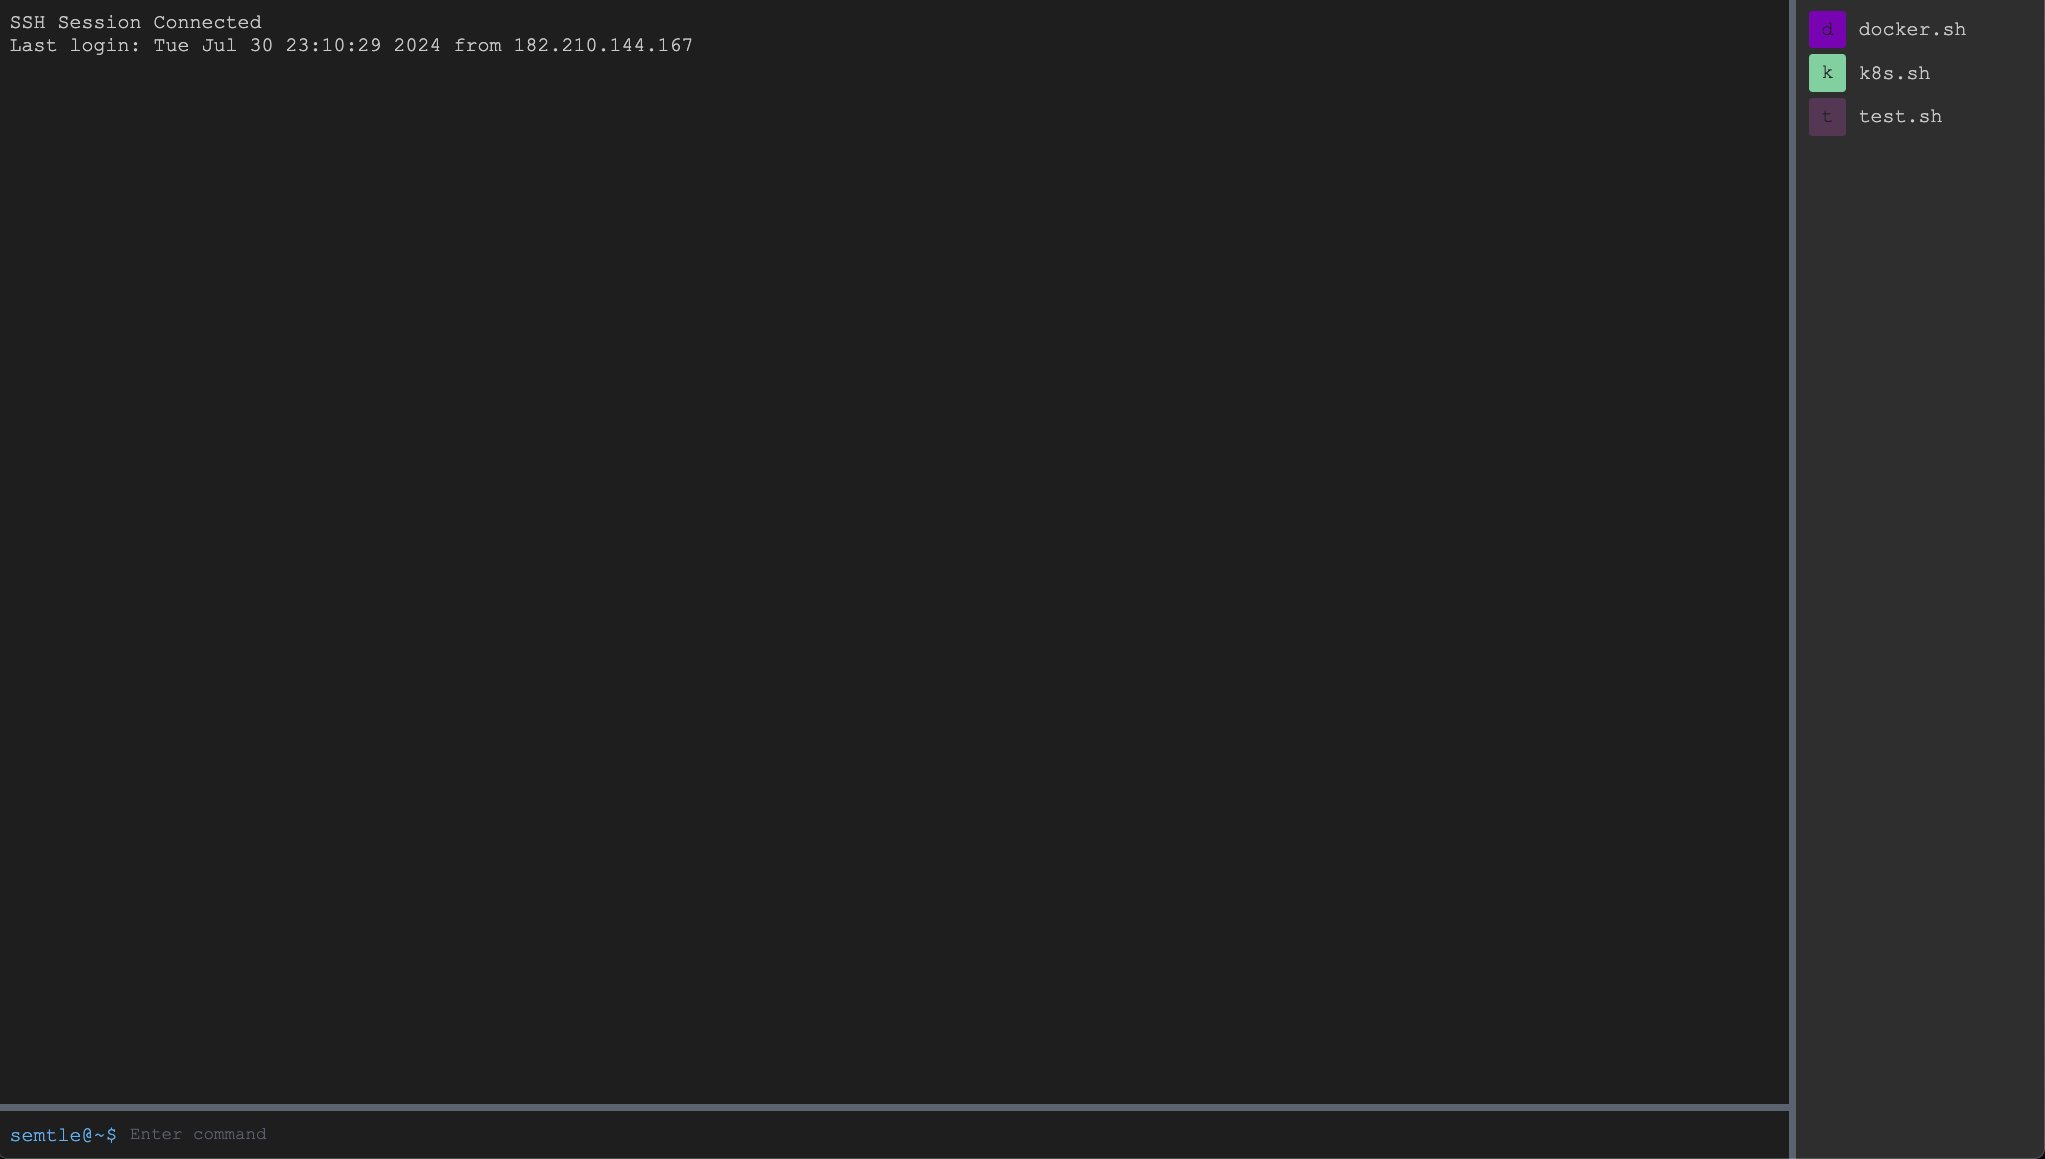 SSH Session Connected
Last login: Tue Jul 30 23:10:29 2024 from 182.210.144.167
d docker.sh
k k8s.sh
t test.sh
semtle@~$ Enter command